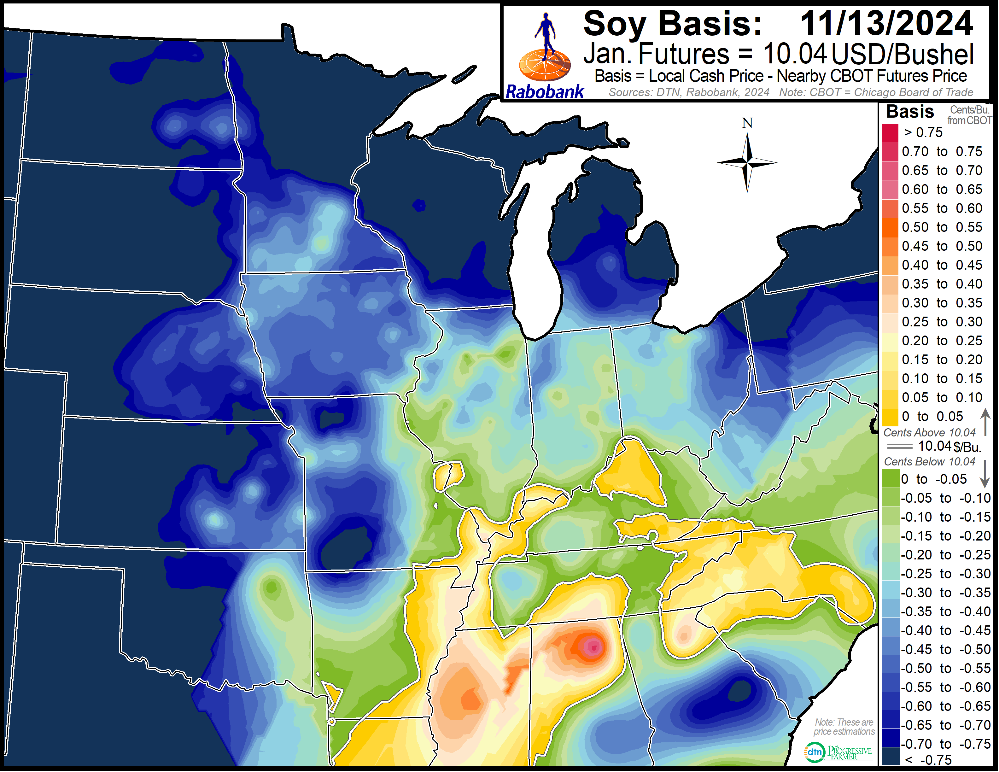 Soy Basis: 11/13/2024
Jan. Futures = 10.04 USD/Bushel
Basis = Local Cash Price - Nearby CBOT Futures Price
Rabobank
Sources: DTN, Rabobank, 2024 Note: CBOT = Chicago Board of Trade
N
Basis
Cents/Bu.
from CBOT
> 0.75
0.70 to 0.75
0.65 to 0.70
0.60 to 0.65
0.55 to 0.60
0.50 to 0.55
0.45 to 0.50
0.40 to 0.45
0.35 to 0.40
0.30 to 0.35
0.25 to 0.30
0.20 to 0.25
0.15 to 0.20
0.10 to 0.15
0.05 to 0.10
0 to 0.05
Cents Above 10.04
10.04 $/Bu.
Cents Below 10.04
0 to -0.05
-0.05 to -0.10
-0.10 to -0.15
-0.15 to -0.20
-0.20 to -0.25
-0.25 to -0.30
-0.30 to -0.35
-0.35 to -0.40
-0.40 to -0.45
-0.45 to -0.50
-0.50 to -0.55
-0.55 to -0.60
-0.60 to -0.65
-0.65 to -0.70
-0.70 to -0.75
< -0.75
Note: These are
price estimations
dtn
The
PROGRESSIVE
FARMER